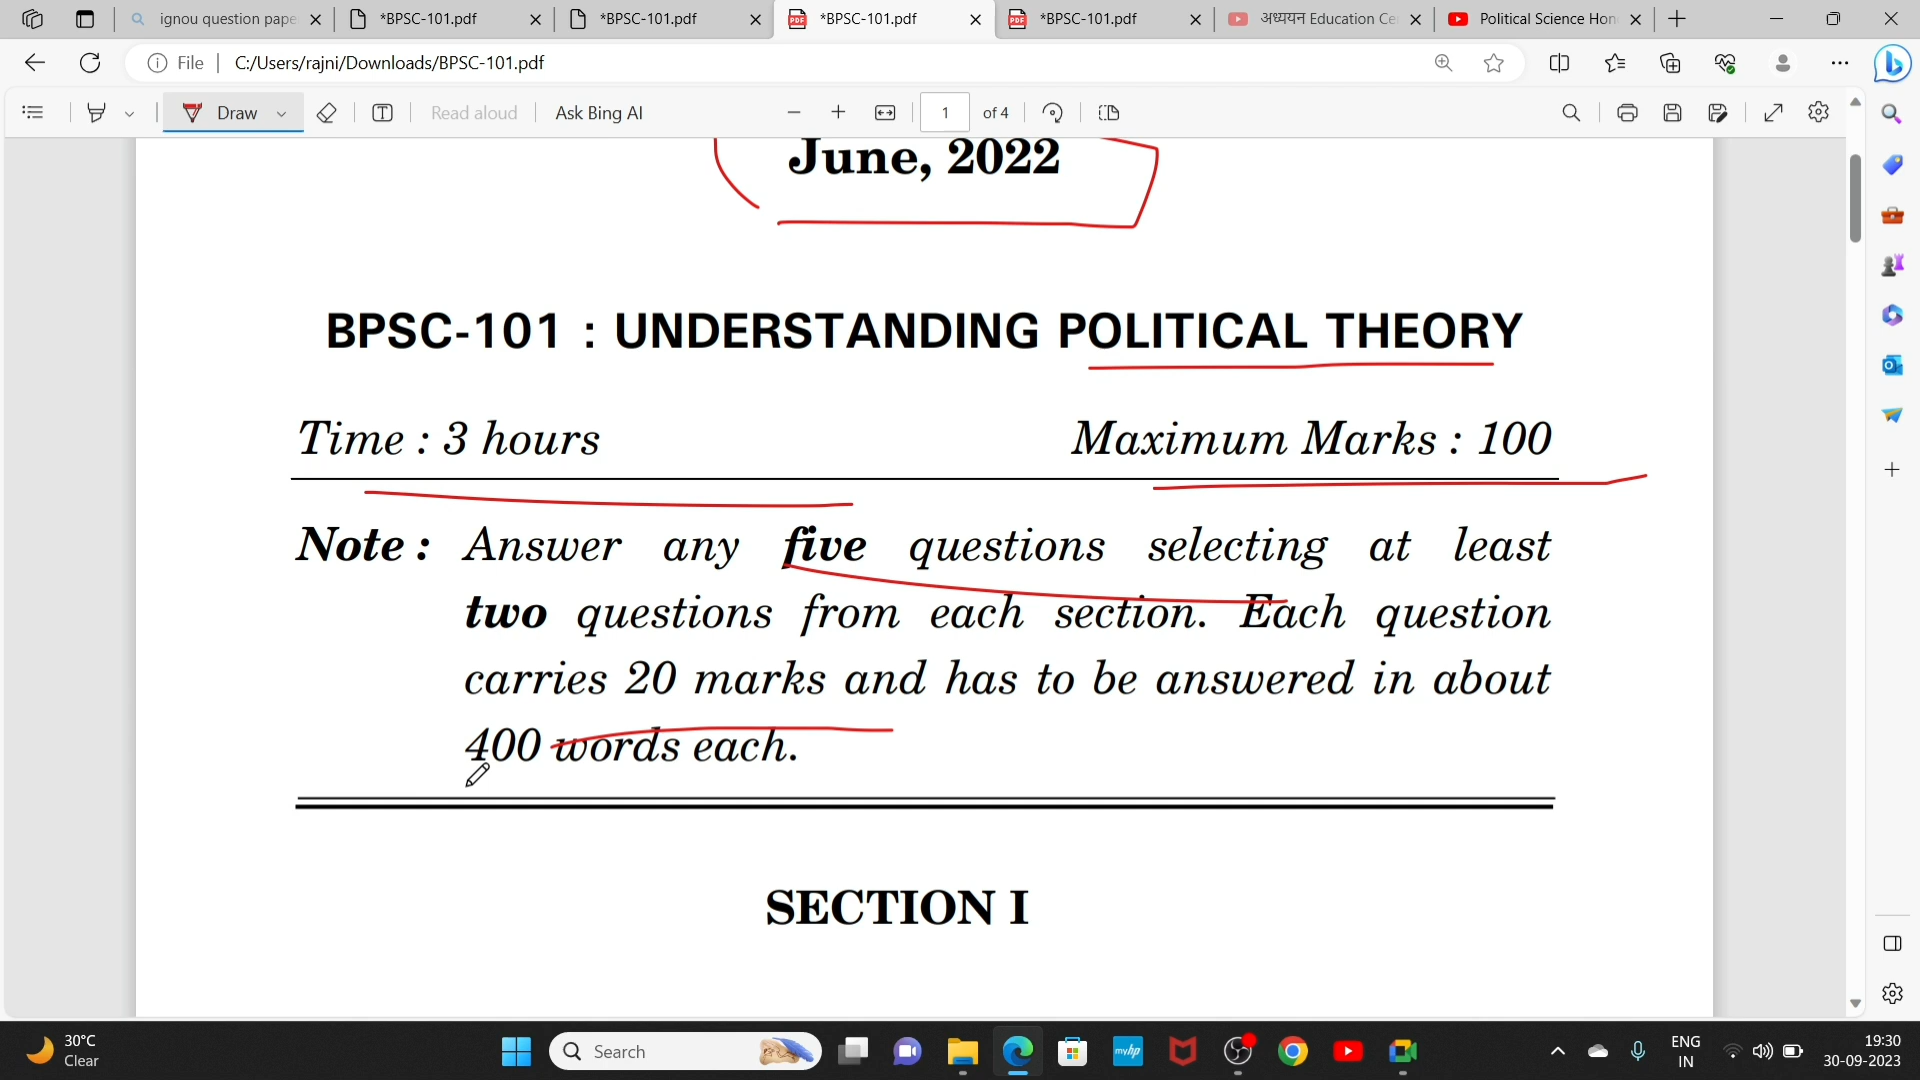 ignou question pape
*BPSC-101.pdf
*BPSC-101.pdf
*BPSC-101.pdf
*BPSC-101.pdf
अध्ययन Education Ce
Political Science Hon
File
C:/Users/rajni/Downloads/BPSC-101.pdf
Draw
Read aloud
Ask Bing AI
1 of 4
June, 2022
BPSC-101 : UNDERSTANDING POLITICAL THEORY
Time : 3 hours
Maximum Marks : 100
Note : Answer any five questions selecting at least
two questions from each section. Each question
carries 20 marks and has to be answered in about
400 words each.
SECTION I
30°C
Clear
Search
myhp
ENG
IN
19:30
30-09-2023